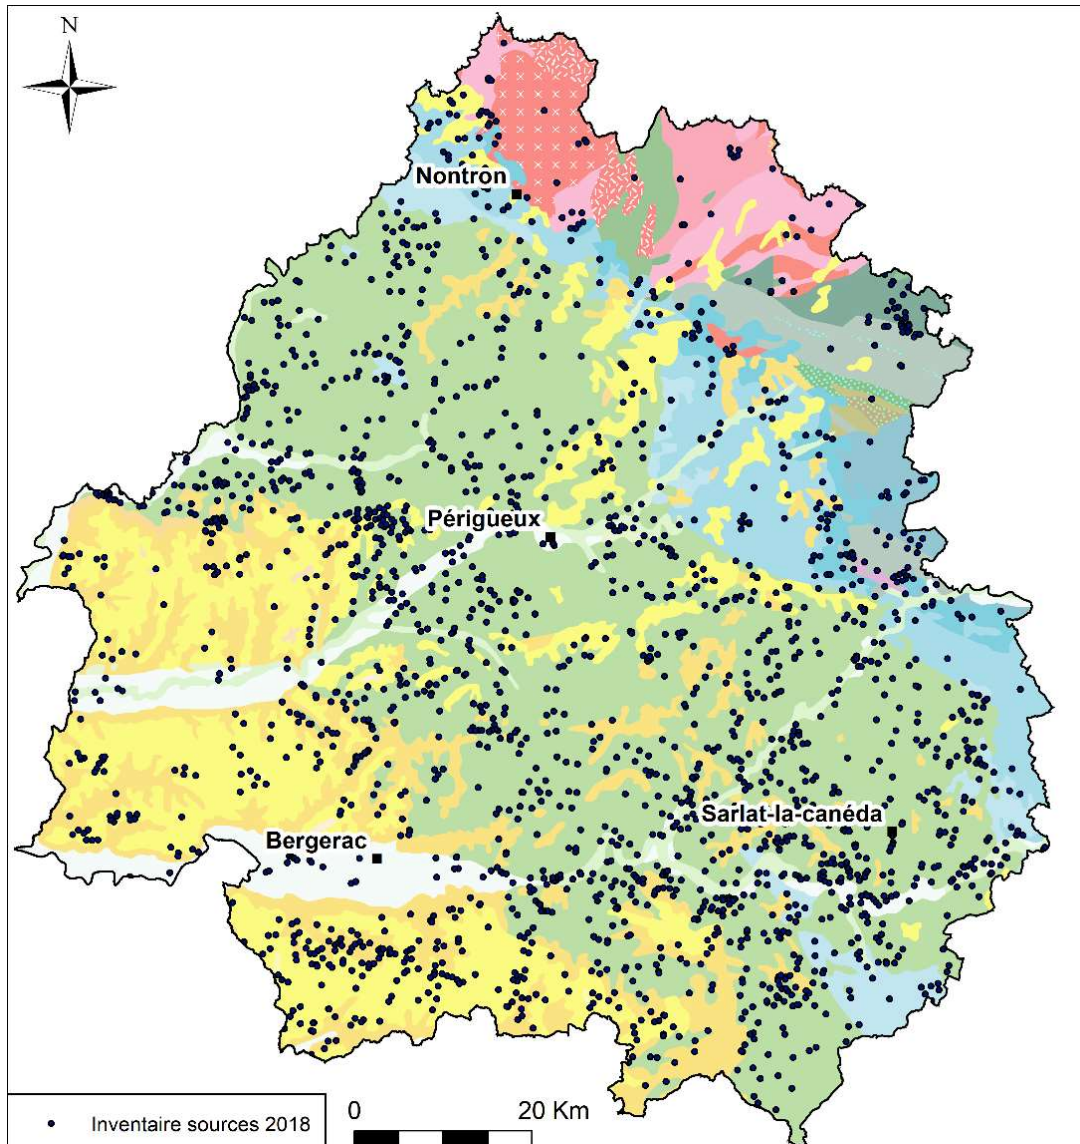 N
Nontron
Périgueux
Sarlat-la-canéda
Bergerac
Inventaire sources 2018
0 20 Km